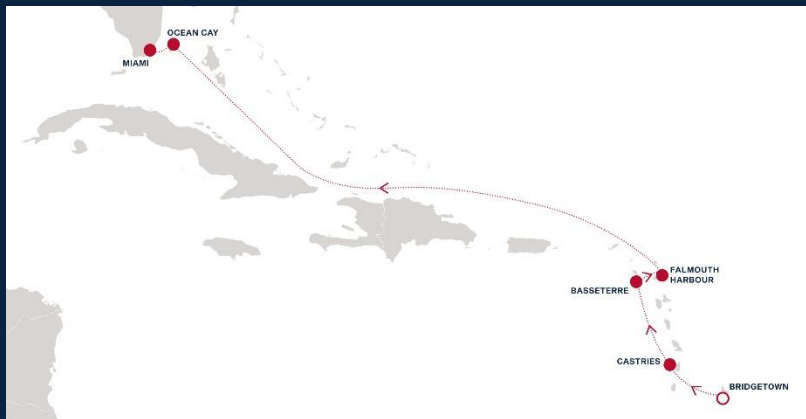 OCEAN CAY
MIAMI
FALMOUTH
HARBOUR
BASSETERRE
CASTRIES
BRIDGETOWN